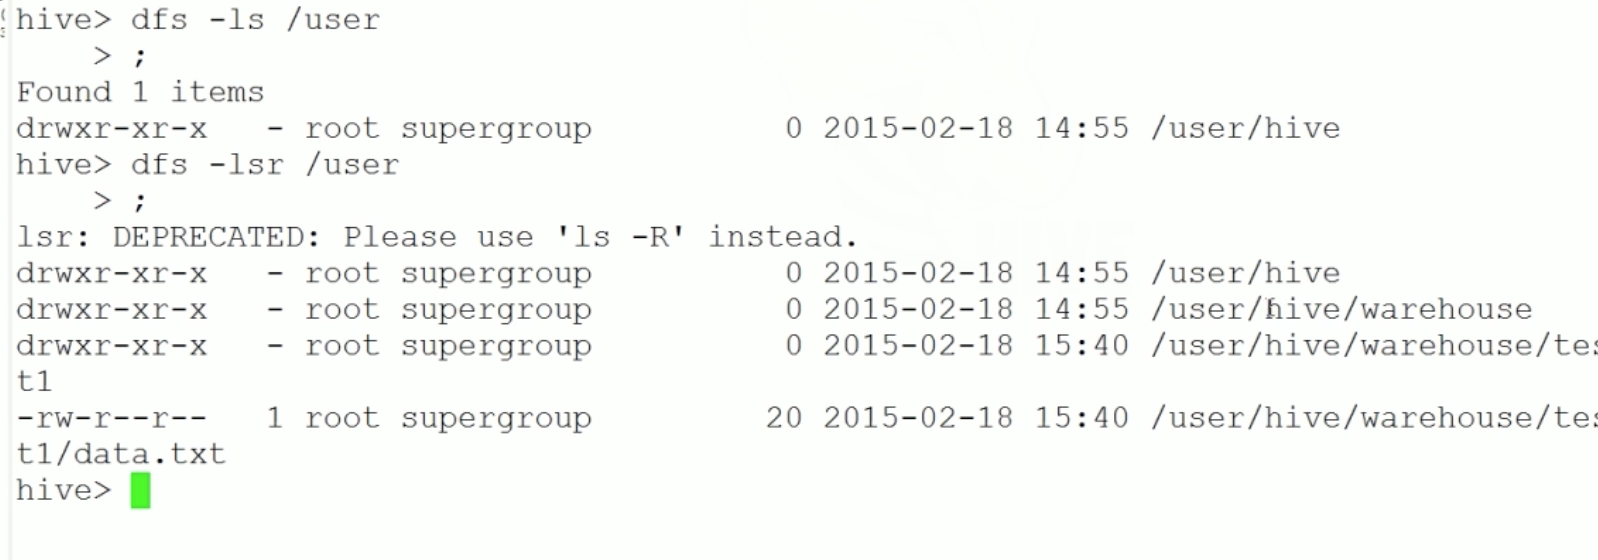 hive> dfs -ls /user
    > ;
Found 1 items
drwxr-xr-x   - root supergroup          0 2015-02-18 14:55 /user/hive
hive> dfs -lsr /user
    > ;
lsr: DEPRECATED: Please use 'ls -R' instead.
drwxr-xr-x   - root supergroup          0 2015-02-18 14:55 /user/hive
drwxr-xr-x   - root supergroup          0 2015-02-18 14:55 /user/hive/warehouse
drwxr-xr-x   - root supergroup          0 2015-02-18 15:40 /user/hive/warehouse/tes
t1
-rw-r--r--   1 root supergroup         20 2015-02-18 15:40 /user/hive/warehouse/tes
t1/data.txt
hive>